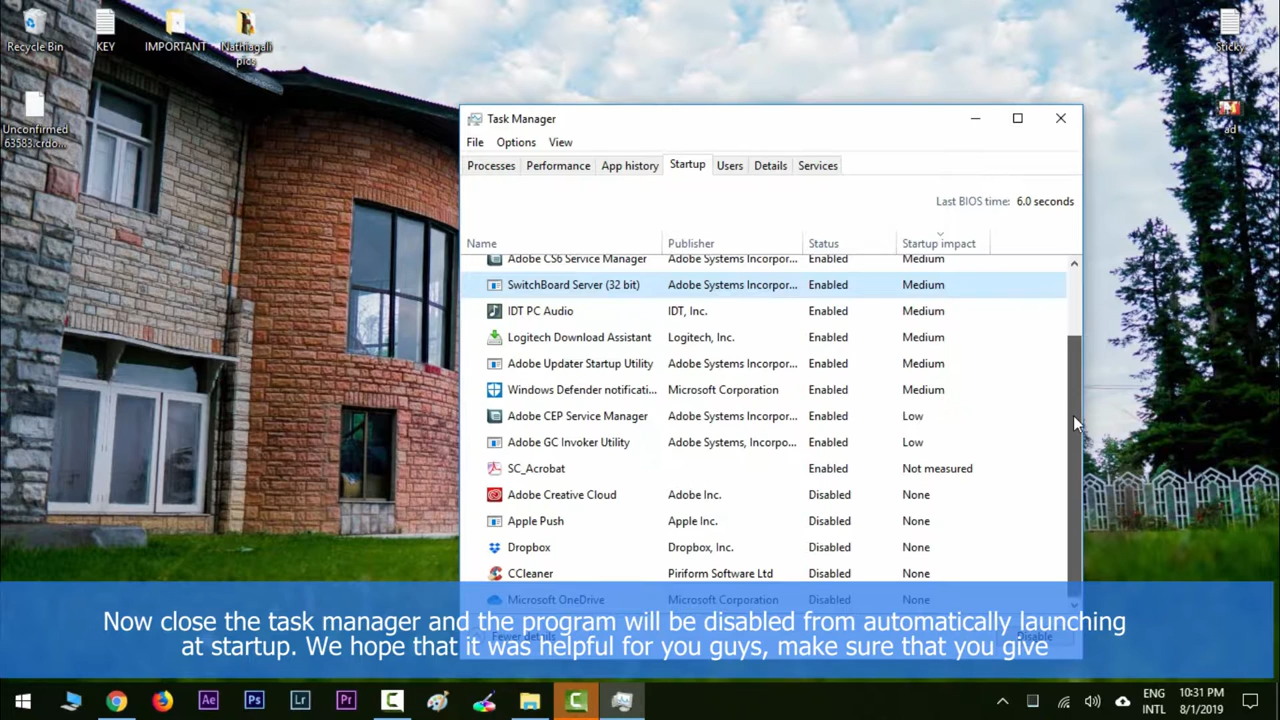 Recycle Bin
KEY
IMPORTANT
Nathiagali
pics
Sticky
Unconfirmed
63583.crdo...
ad1
Task Manager
File Options View
Processes Performance App history Startup Users Details Services
Last BIOS time: 6.0 seconds
Name Publisher Status Startup impact
Adobe CS6 Service Manager Adobe Systems Incorpor... Enabled Medium
SwitchBoard Server (32 bit) Adobe Systems Incorpor... Enabled Medium
IDT PC Audio IDT, Inc. Enabled Medium
Logitech Download Assistant Logitech, Inc. Enabled Medium
Adobe Updater Startup Utility Adobe Systems Incorpor... Enabled Medium
Windows Defender notificati... Microsoft Corporation Enabled Medium
Adobe CEP Service Manager Adobe Systems Incorpor... Enabled Low
Adobe GC Invoker Utility Adobe Systems, Incorpo... Enabled Low
SC_Acrobat Enabled Not measured
Adobe Creative Cloud Adobe Inc. Disabled None
Apple Push Apple Inc. Disabled None
Dropbox Dropbox, Inc. Disabled None
CCleaner Piriform Software Ltd Disabled None
Microsoft OneDrive Microsoft Corporation Disabled None
Fewer details Disable
Now close the task manager and the program will be disabled from automatically launching
at startup. We hope that it was helpful for you guys, make sure that you give
Ae Ps Lr Pr
ENG
INTL
10:31 PM
8/1/2019